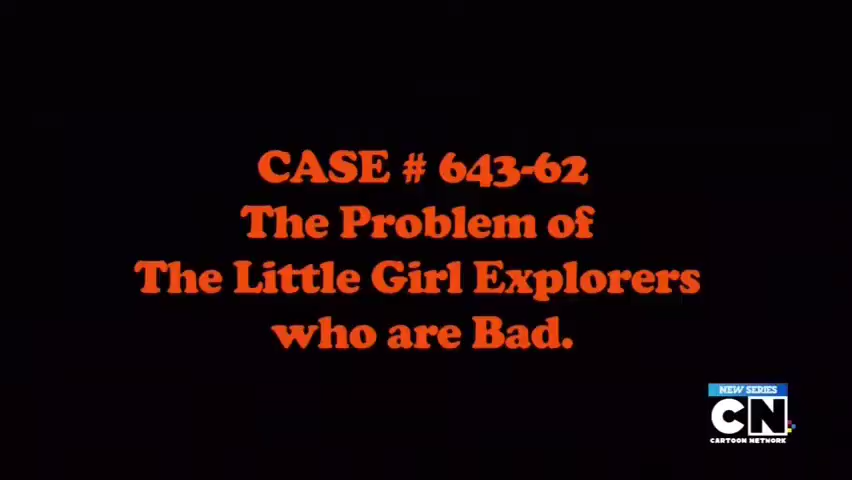 CASE # 643-62
The Problem of
The Little Girl Explorers
who are Bad.
NEW SERIES
CN
CARTOON NETWORK